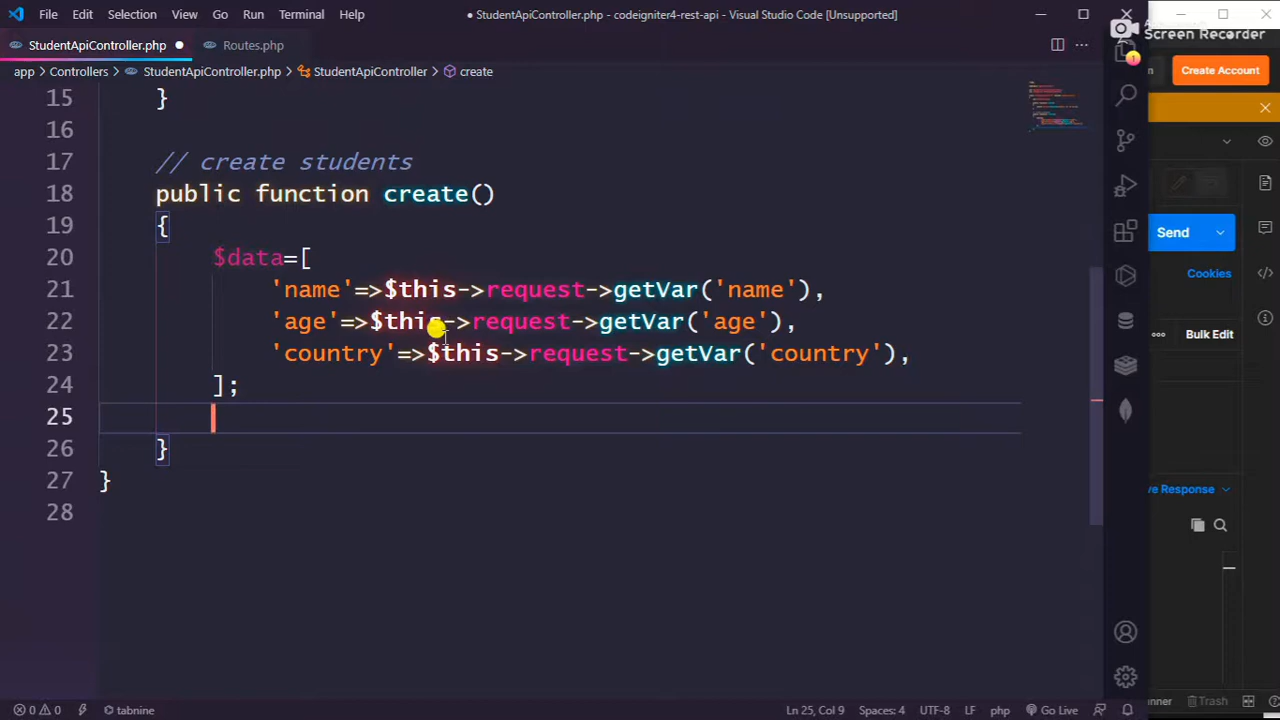 File Edit Selection View Go Run Terminal Help
● StudentApiController.php - codeigniter4-rest-api - Visual Studio Code [Unsupported]
Screen Recorder
StudentApiController.php ●
Routes.php
Create Account
app > Controllers > StudentApiController.php > StudentApiController > create
15 }
16
17 // create students
18 public function create()
19 {
20 $data=[
21 'name'=>$this->request->getVar('name'),
22 'age'=>$this->request->getVar('age'),
23 'country'=>$this->request->getVar('country'),
24 ];
25
26 }
27 }
28
Send
Cookies
Bulk Edit
ve Response
0 0 tabnine
Ln 25, Col 9 Spaces: 4 UTF-8 LF php Go Live
nner Trash